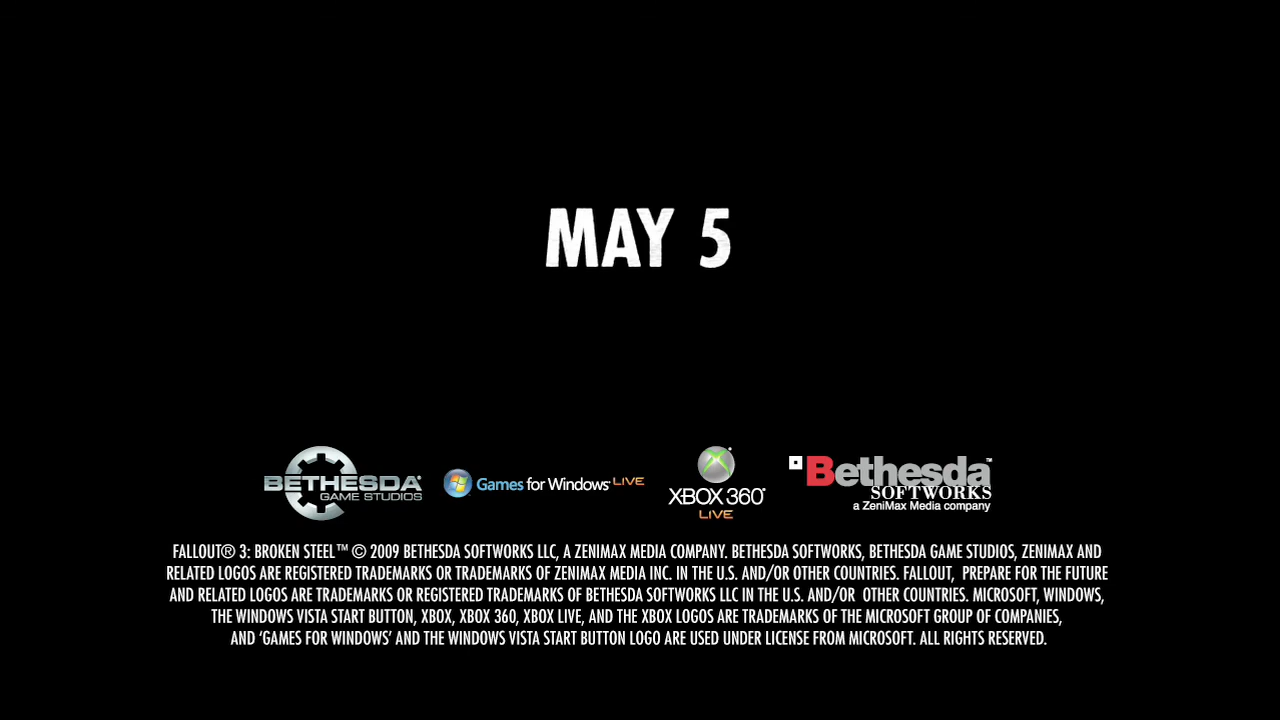 MAY 5
BETHESDA®
GAME STUDIOS
Games for Windows® LIVE
XBOX 360®
LIVE
Bethesda™
SOFTWORKS
a ZeniMax Media company
FALLOUT® 3: BROKEN STEEL™ © 2009 BETHESDA SOFTWORKS LLC, A ZENIMAX MEDIA COMPANY. BETHESDA SOFTWORKS, BETHESDA GAME STUDIOS, ZENIMAX AND
RELATED LOGOS ARE REGISTERED TRADEMARKS OR TRADEMARKS OF ZENIMAX MEDIA INC. IN THE U.S. AND/OR OTHER COUNTRIES. FALLOUT, PREPARE FOR THE FUTURE
AND RELATED LOGOS ARE TRADEMARKS OR REGISTERED TRADEMARKS OF BETHESDA SOFTWORKS LLC IN THE U.S. AND/OR OTHER COUNTRIES. MICROSOFT, WINDOWS,
THE WINDOWS VISTA START BUTTON, XBOX, XBOX 360, XBOX LIVE, AND THE XBOX LOGOS ARE TRADEMARKS OF THE MICROSOFT GROUP OF COMPANIES,
AND ‘GAMES FOR WINDOWS’ AND THE WINDOWS VISTA START BUTTON LOGO ARE USED UNDER LICENSE FROM MICROSOFT. ALL RIGHTS RESERVED.